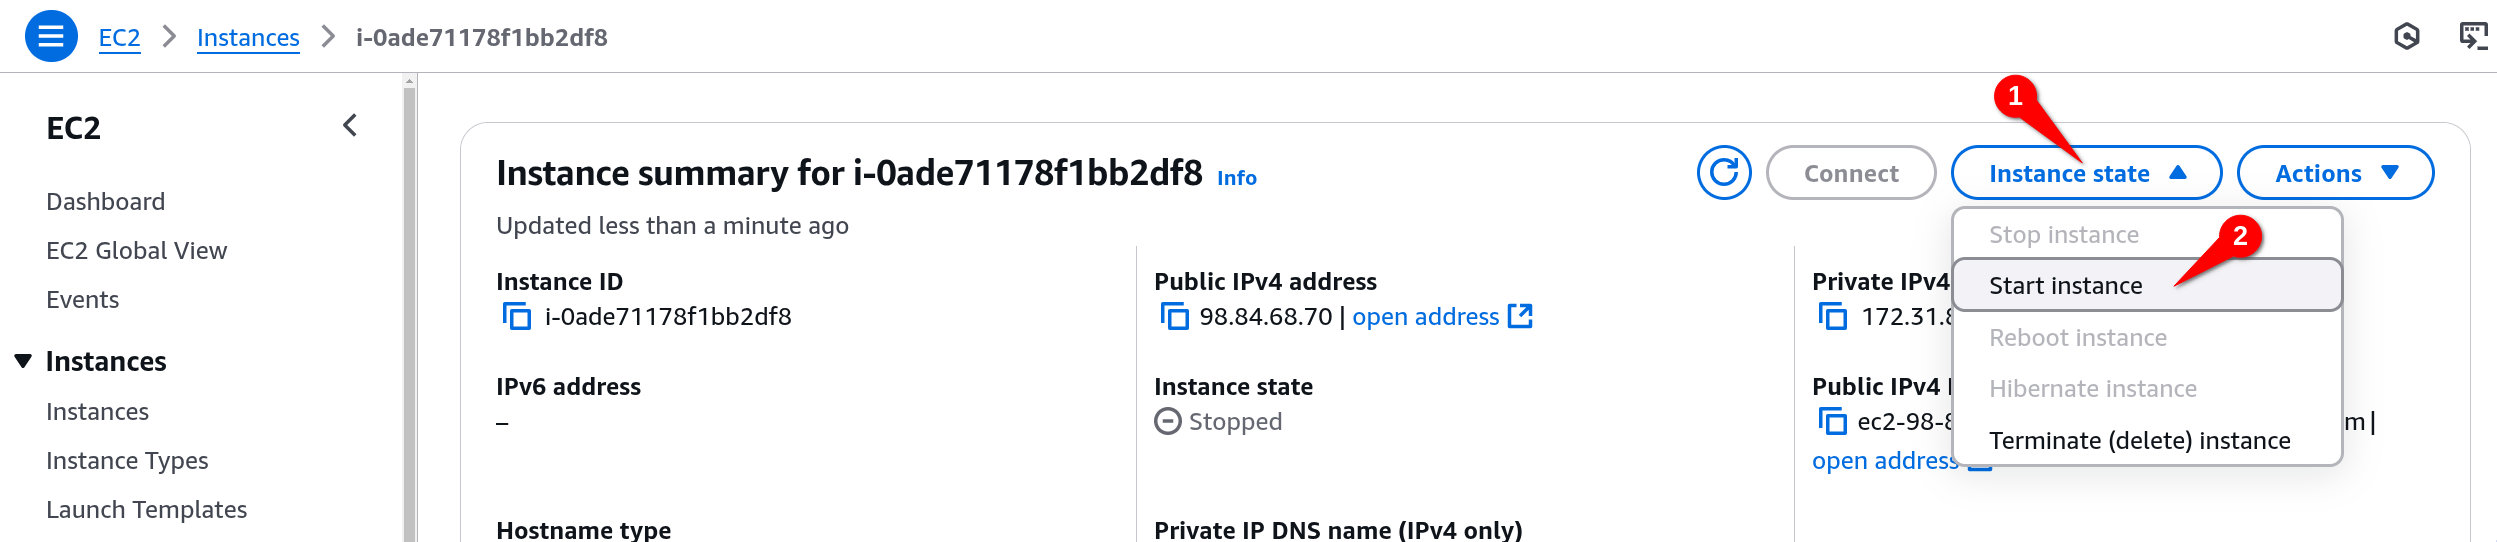 EC2 > Instances > i-0ade71178f1bb2df8
EC2
Dashboard
EC2 Global View
Events
Instances
Instances
Instance Types
Launch Templates
1
Instance summary for i-0ade71178f1bb2df8 Info
Connect
Instance state
Actions
Updated less than a minute ago
Stop instance
2
Start instance
Reboot instance
Hibernate instance
Terminate (delete) instance
Instance ID
i-0ade71178f1bb2df8
Public IPv4 address
98.84.68.70 | open address
Private IPv4
172.31.8
IPv6 address
–
Instance state
Stopped
Public IPv4
ec2-98-8
m |
open address
Hostname type
Private IP DNS name (IPv4 only)